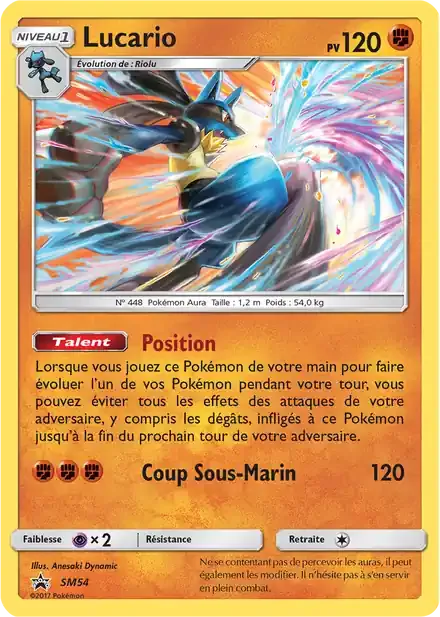 NIVEAU 1
Lucario
PV 120
Évolution de : Riolu
Nº 448 Pokémon Aura Taille : 1,2 m Poids : 54,0 kg
Talent Position
Lorsque vous jouez ce Pokémon de votre main pour faire
évoluer l'un de vos Pokémon pendant votre tour, vous
pouvez éviter tous les effets des attaques de votre
adversaire, y compris les dégâts, infligés à ce Pokémon
jusqu'à la fin du prochain tour de votre adversaire.
Coup Sous-Marin 120
Faiblesse ×2 Résistance Retraite
Illus. Anesaki Dynamic
SM54
©2017 Pokémon
Ne se contentant pas de percevoir les auras, il peut
également les modifier. Il n'hésite pas à s'en servir
en plein combat.